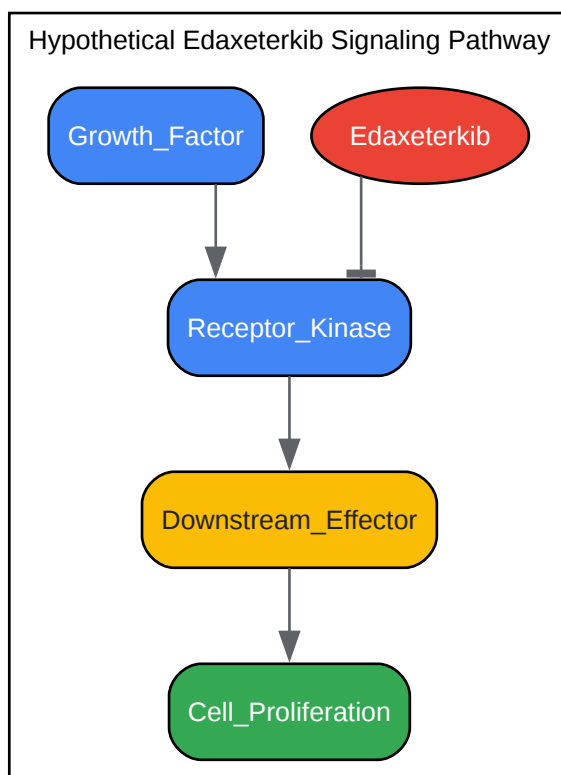 Hypothetical Edaxeterkib Signaling Pathway
Growth_Factor
Edaxeterkib
Receptor_Kinase
Downstream_Effector
Cell_Proliferation